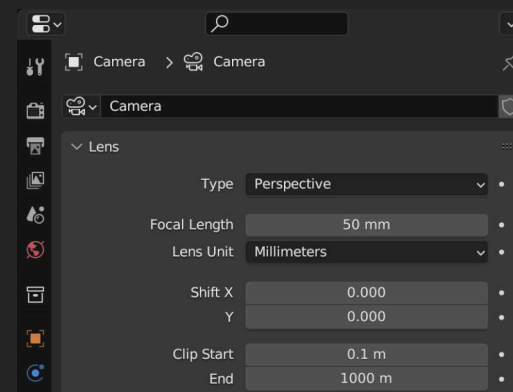 Camera > Camera
Camera
Lens
Type Perspective
Focal Length 50 mm
Lens Unit Millimeters
Shift X 0.000
Y 0.000
Clip Start 0.1 m
End 1000 m